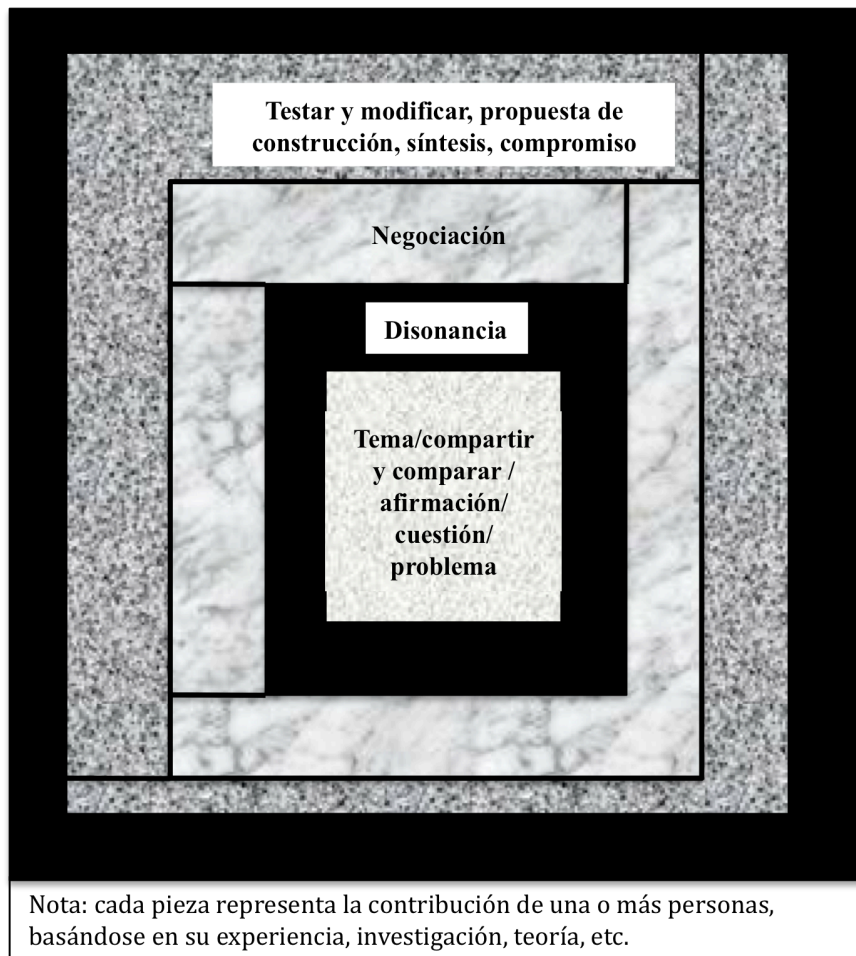 Testar y modificar, propuesta de
construcción, síntesis, compromiso
Negociación
Disonancia
Tema/compartir
y comparar /
afirmación/
cuestión/
problema
Nota: cada pieza representa la contribución de una o más personas,
basándose en su experiencia, investigación, teoría, etc.